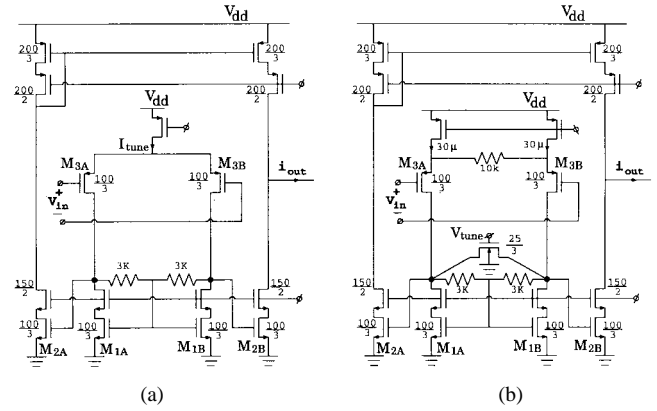 Vdd
200
3
200
3
200
2
200
2
Vdd
Itune
M3A
M3B
100
3
100
3
iout
+
Vin
−
3K
3K
150
2
150
2
100
3
100
3
100
3
100
3
M2A
M1A
M1B
M2B
(a)
Vdd
200
3
200
3
200
2
200
2
Vdd
30μ
30μ
M3A
M3B
10k
100
3
100
3
iout
+
Vin
−
Vtune
25
3
3K
3K
150
2
150
2
100
3
100
3
100
3
100
3
M2A
M1A
M1B
M2B
(b)